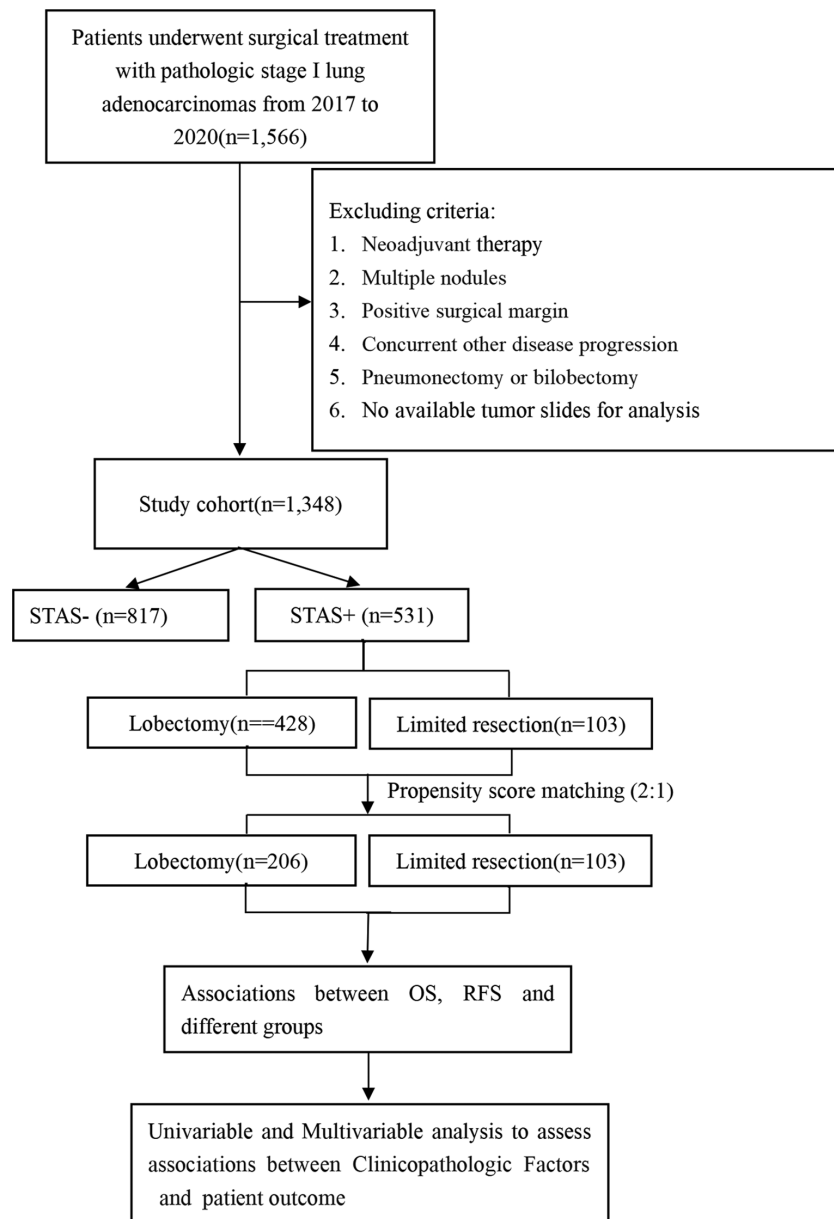 Patients underwent surgical treatment
with pathologic stage I lung
adenocarcinomas from 2017 to
2020(n=1,566)
Excluding criteria:
1. Neoadjuvant therapy
2. Multiple nodules
3. Positive surgical margin
4. Concurrent other disease progression
5. Pneumonectomy or bilobectomy
6. No available tumor slides for analysis
Study cohort(n=1,348)
STAS- (n=817)
STAS+ (n=531)
Lobectomy(n==428)
Limited resection(n=103)
Propensity score matching (2:1)
Lobectomy(n=206)
Limited resection(n=103)
Associations between OS, RFS and
different groups
Univariable and Multivariable analysis to assess
associations between Clinicopathologic Factors
and patient outcome